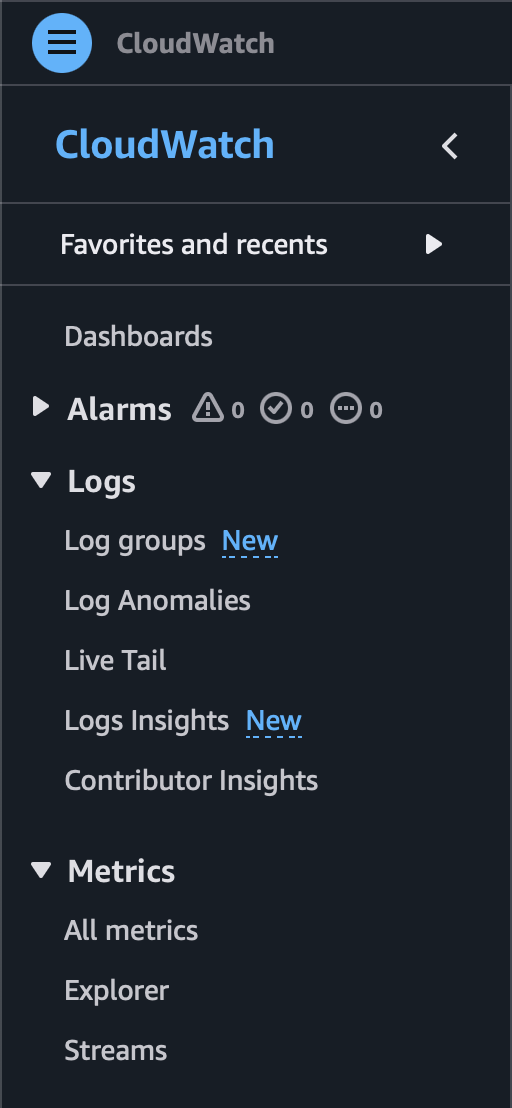 CloudWatch
CloudWatch
Favorites and recents
Dashboards
Alarms 0 0 0
Logs
Log groups New
Log Anomalies
Live Tail
Logs Insights New
Contributor Insights
Metrics
All metrics
Explorer
Streams